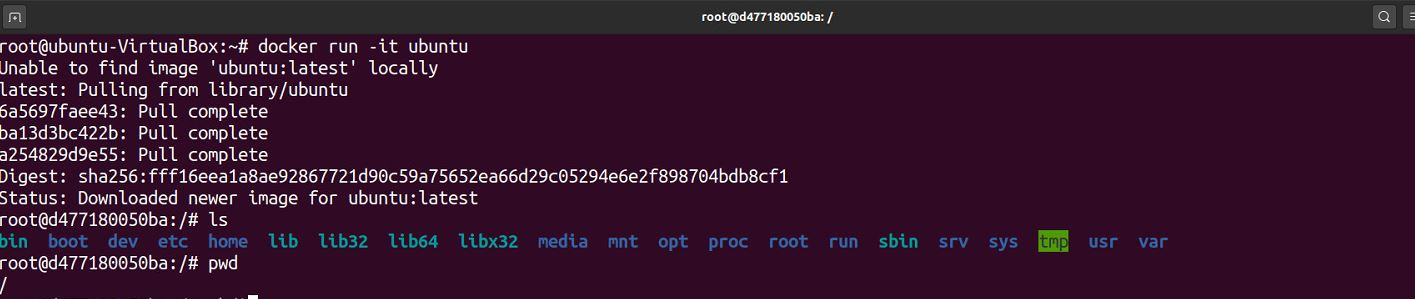 root@d477180050ba: /
root@ubuntu-VirtualBox:~# docker run -it ubuntu
Unable to find image 'ubuntu:latest' locally
latest: Pulling from library/ubuntu
6a5697faee43: Pull complete
ba13d3bc422b: Pull complete
a254829d9e55: Pull complete
Digest: sha256:fff16eea1a8ae92867721d90c59a75652ea66d29c05294e6e2f898704bdb8cf1
Status: Downloaded newer image for ubuntu:latest
root@d477180050ba:/# ls
bin boot dev etc home lib lib32 lib64 libx32 media mnt opt proc root run sbin srv sys tmp usr var
root@d477180050ba:/# pwd
/